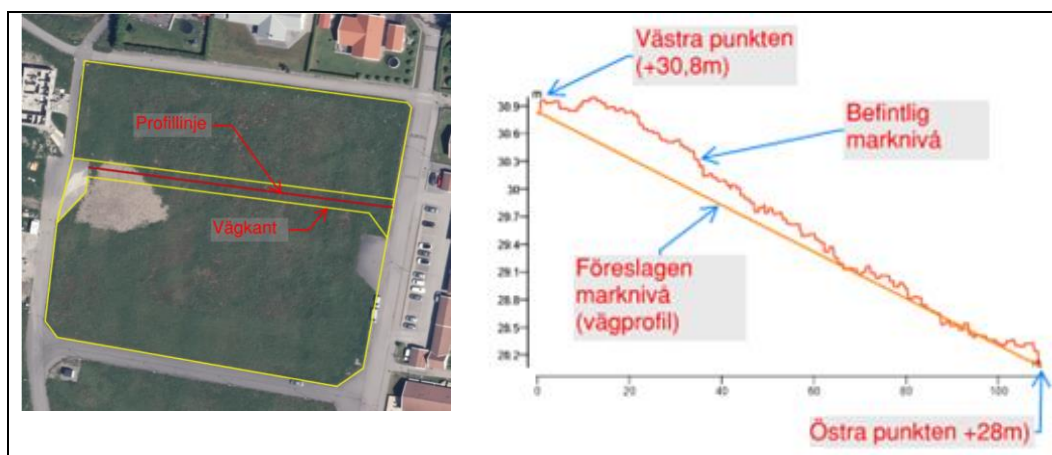 Profillinje
Vägkant
Västra punkten
(+30,8m)
Befintlig
marknivå
Föreslagen
marknivå
(vägprofil)
Östra punkten +28m)
m
30.9
30.6
30.3
30
29.7
29.4
29.1
28.8
28.5
28.2
0
20
40
60
80
100